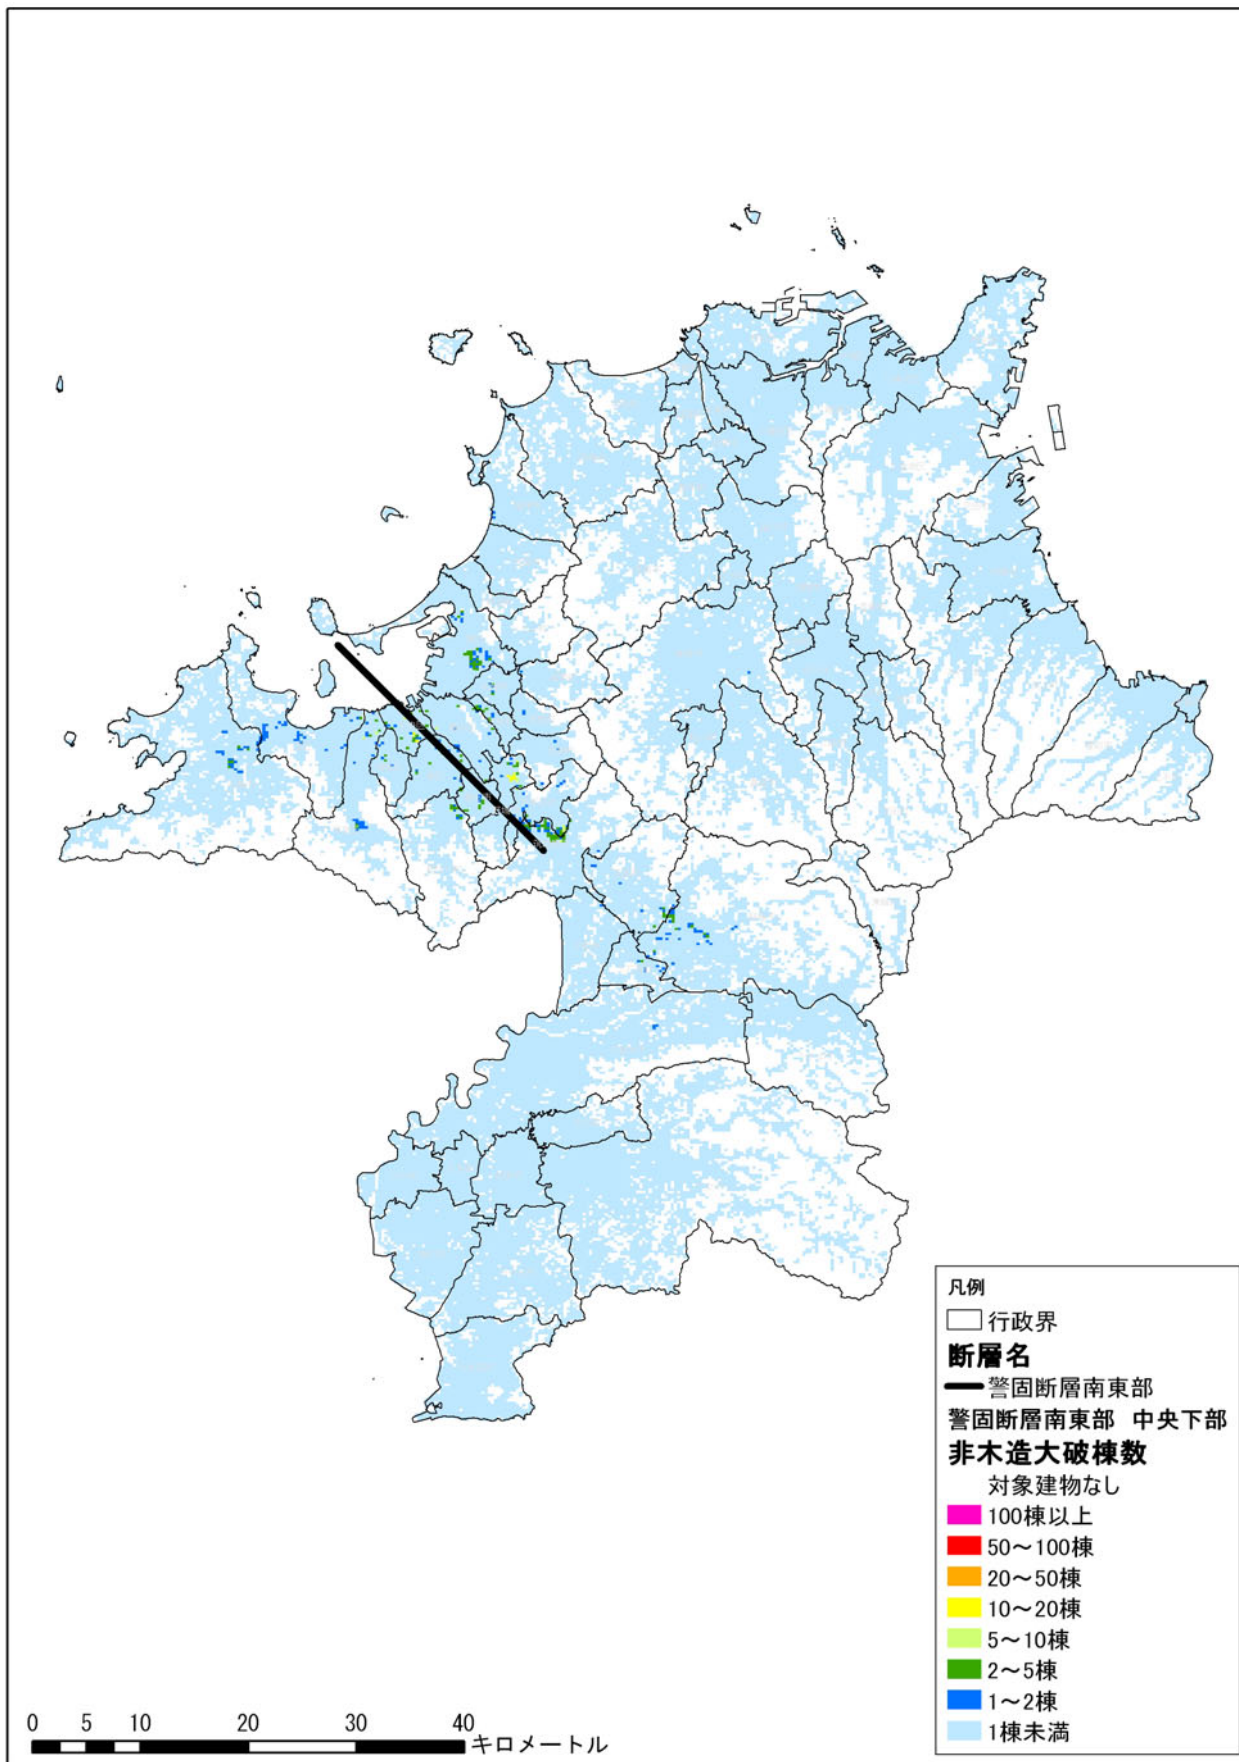 凡例
行政界
断層名
警固断層南東部
警固断層南東部 中央下部
非木造大破棟数
対象建物なし
100棟以上
50～100棟
20～50棟
10～20棟
5～10棟
2～5棟
1～2棟
1棟未満
0 5 10 20 30 40
キロメートル